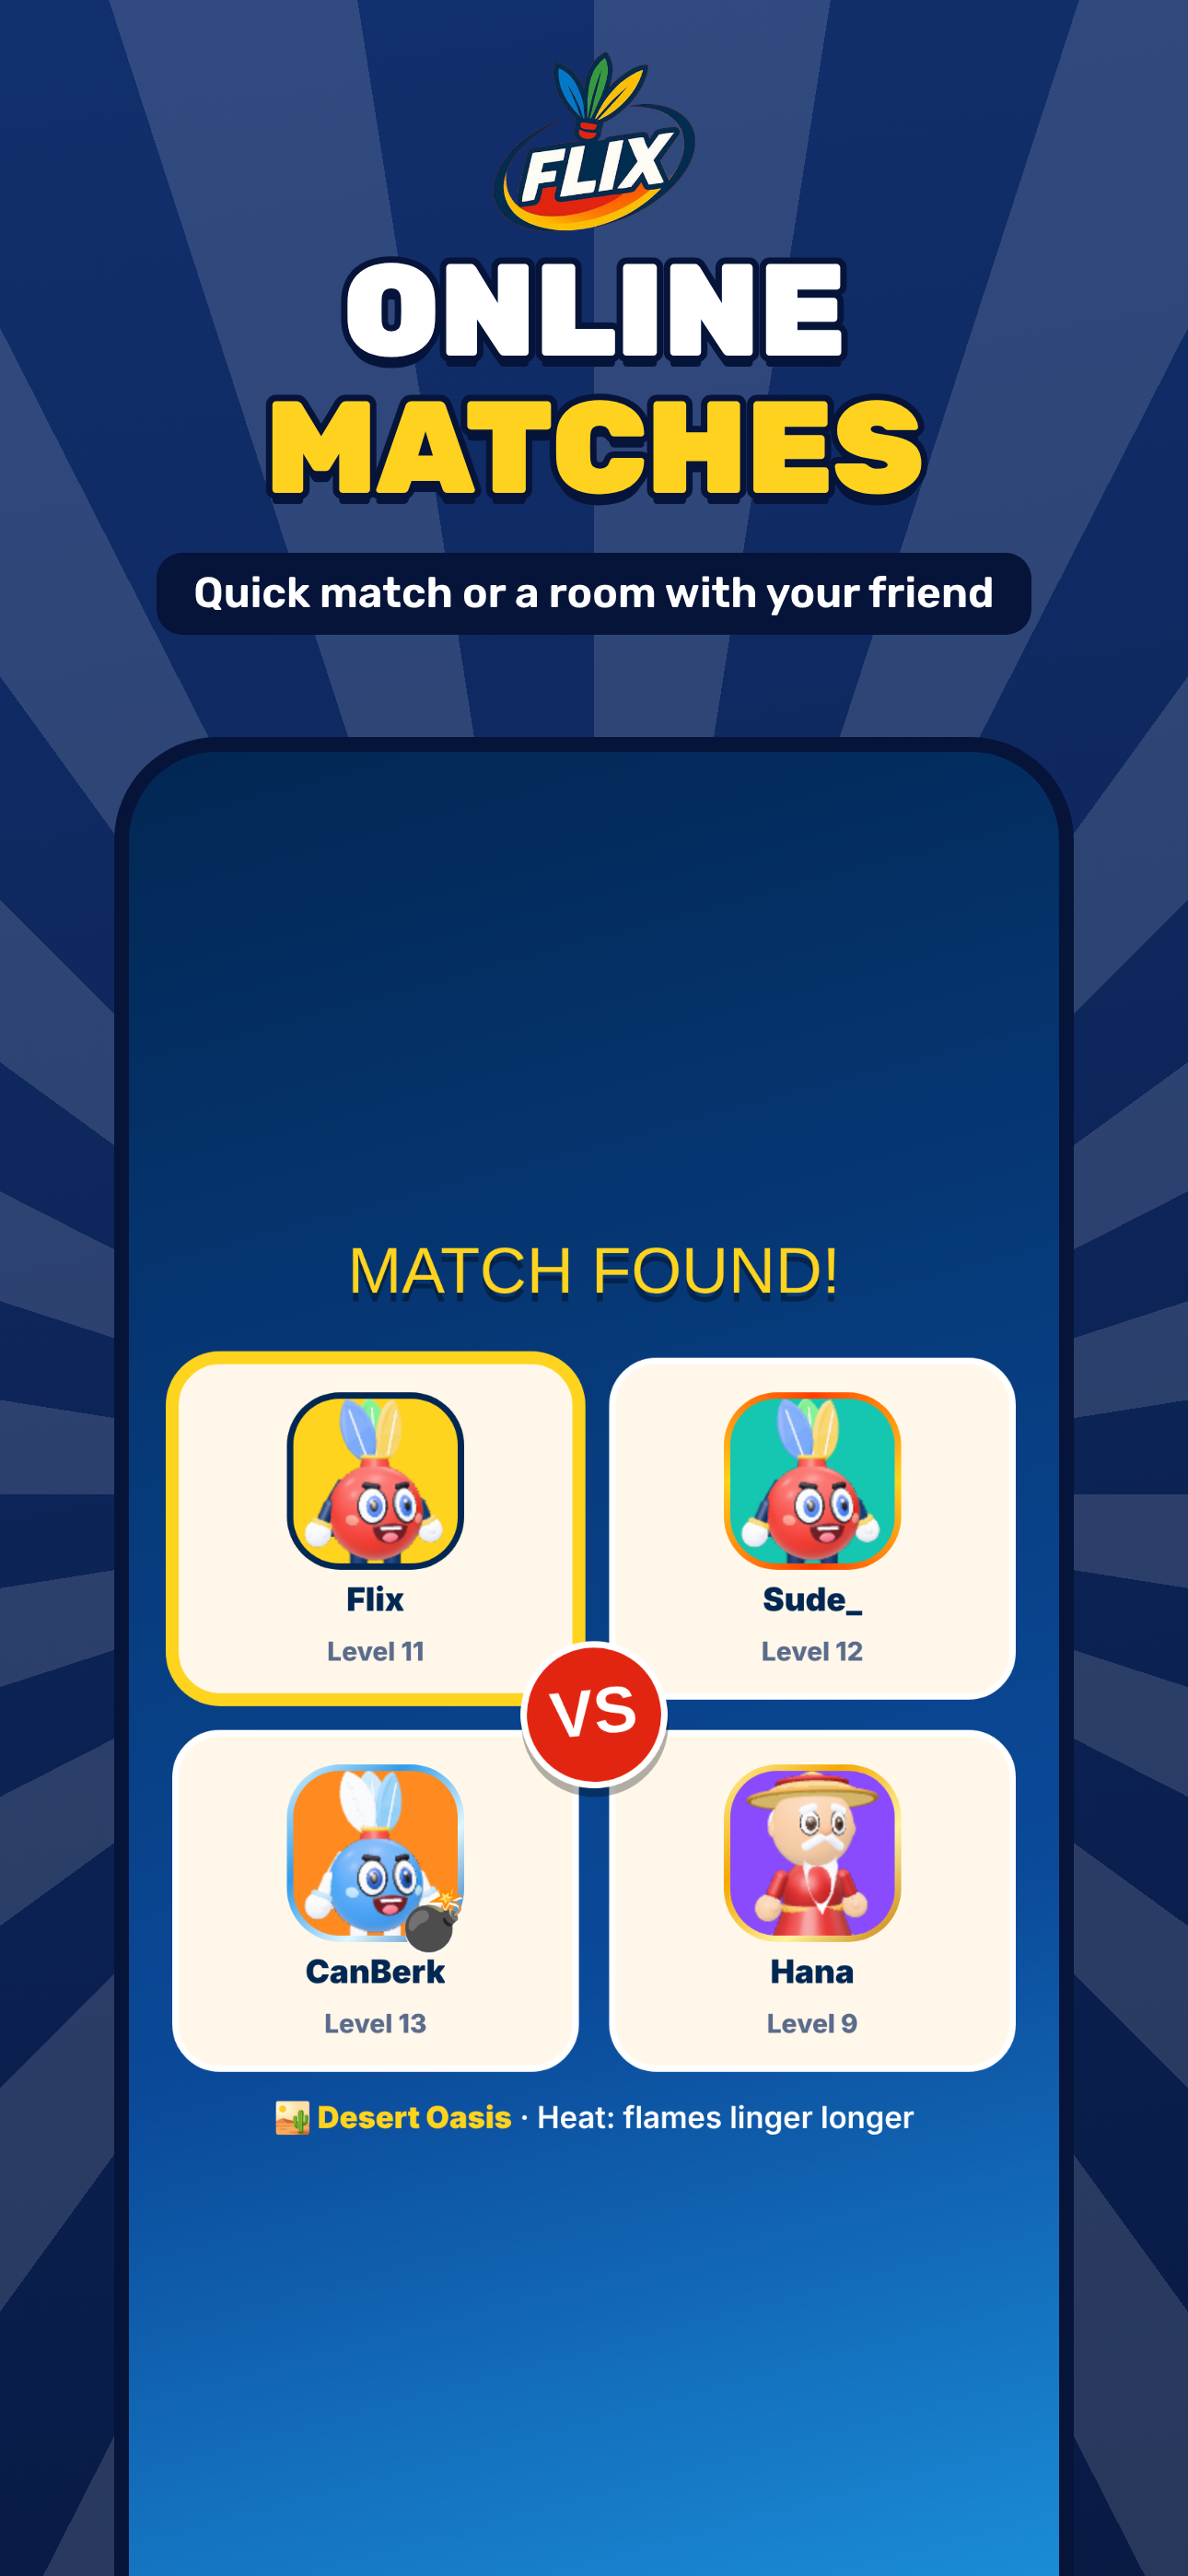 FLIX
ONLINE
MATCHES
Quick match or a room with your friend
MATCH FOUND!
Flix
Level 11
Sude_
Level 12
VS
CanBerk
Level 13
Hana
Level 9
Desert Oasis · Heat: flames linger longer